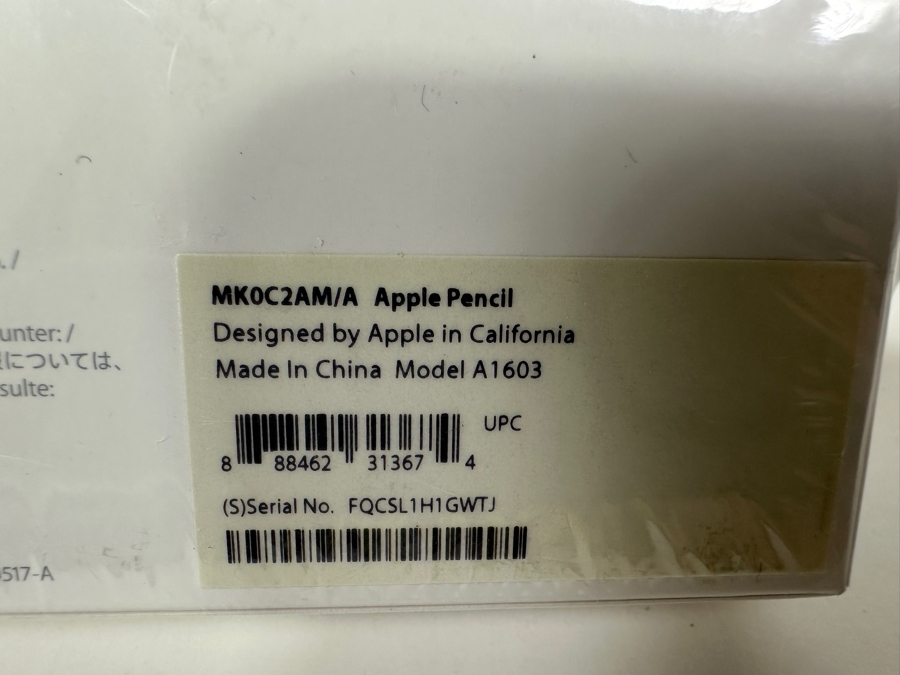 ./
unter:/
については、
sulte:
517-A
MK0C2AM/A Apple Pencil
Designed by Apple in California
Made In China Model A1603
UPC
8 88462 31367 4
(S)Serial No. FQCSL1H1GWTJ